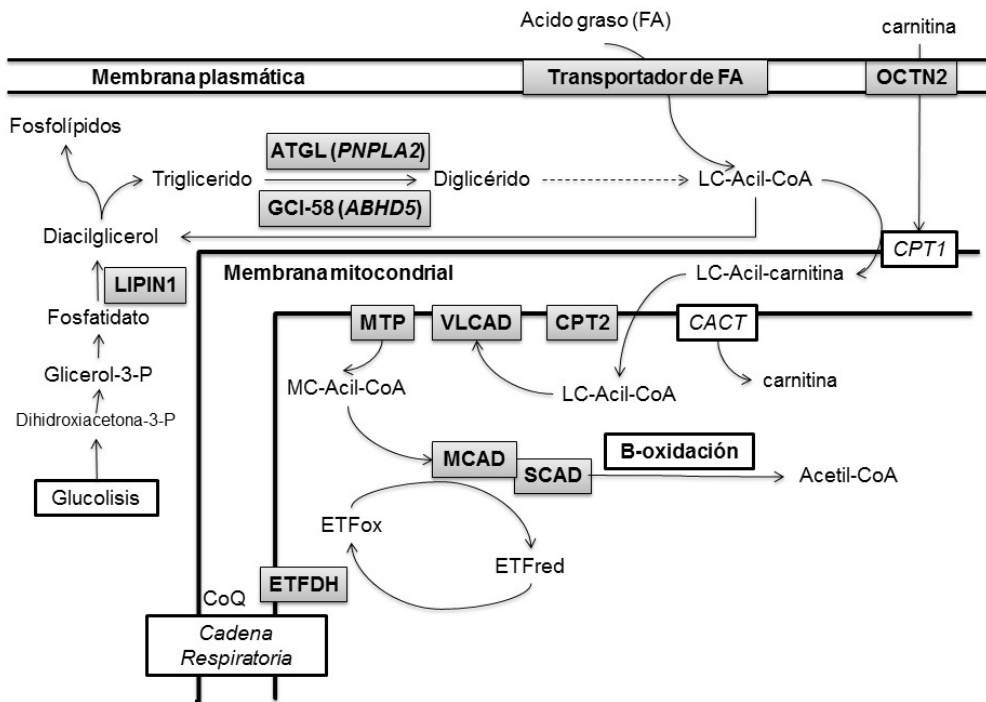 Acido graso (FA)
carnitina
Membrana plasmática
Transportador de FA
OCTN2
Fosfolípidos
ATGL (PNPLA2)
Triglicerido
Diglicérido
LC-Acil-CoA
GCI-58 (ABHD5)
Diacilglicerol
CPT1
Membrana mitocondrial
LC-Acil-carnitina
LIPIN1
Fosfatidato
MTP
VLCAD
CPT2
CACT
Glicerol-3-P
MC-Acil-CoA
LC-Acil-CoA
carnitina
Dihidroxiacetona-3-P
MCAD
B-oxidación
SCAD
Acetil-CoA
Glucolisis
ETFox
ETFred
ETFDH
CoQ
Cadena
Respiratoria